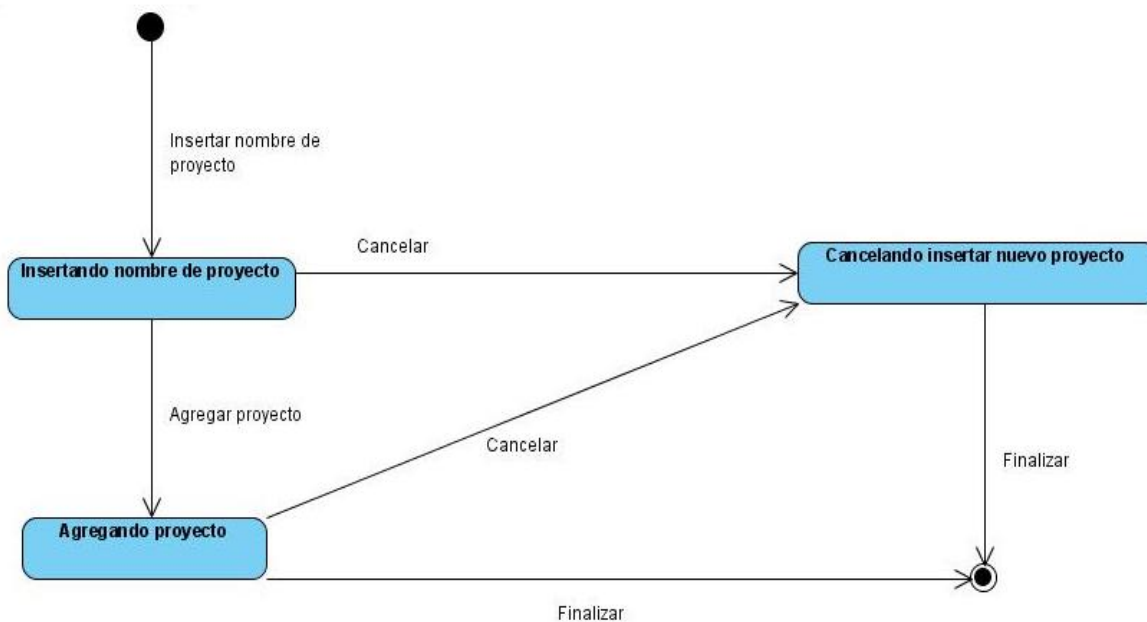 Insertar nombre de
proyecto
Cancelar
Insertando nombre de proyecto
Cancelando insertar nuevo proyecto
Agregar proyecto
Cancelar
Finalizar
Agregando proyecto
Finalizar